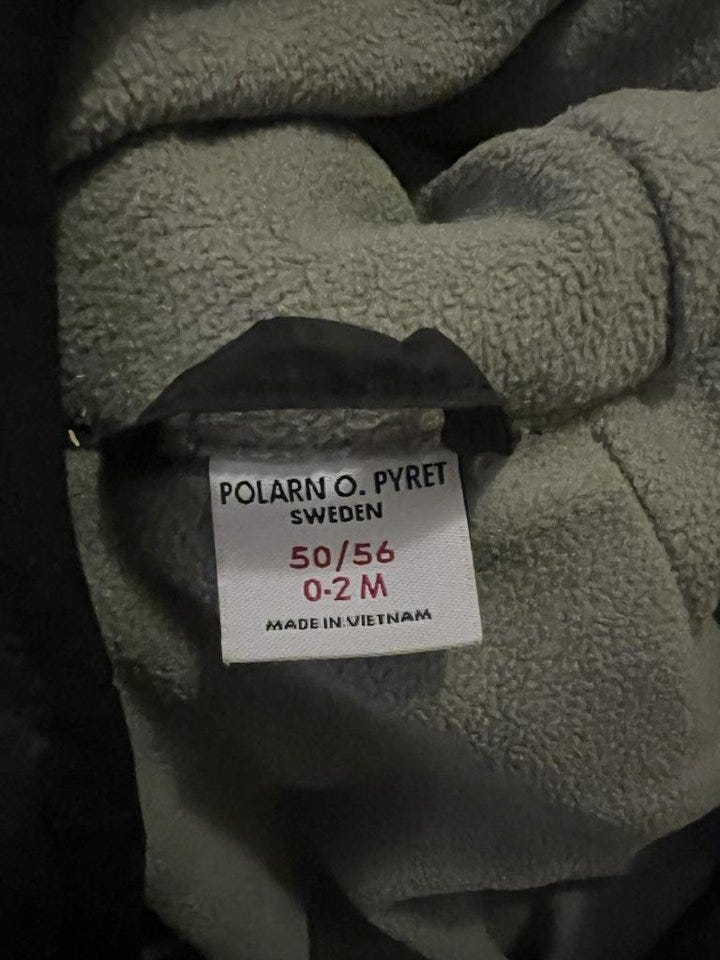 POLARN O. PYRET
SWEDEN
50/56
0-2 M
MADE IN VIETNAM